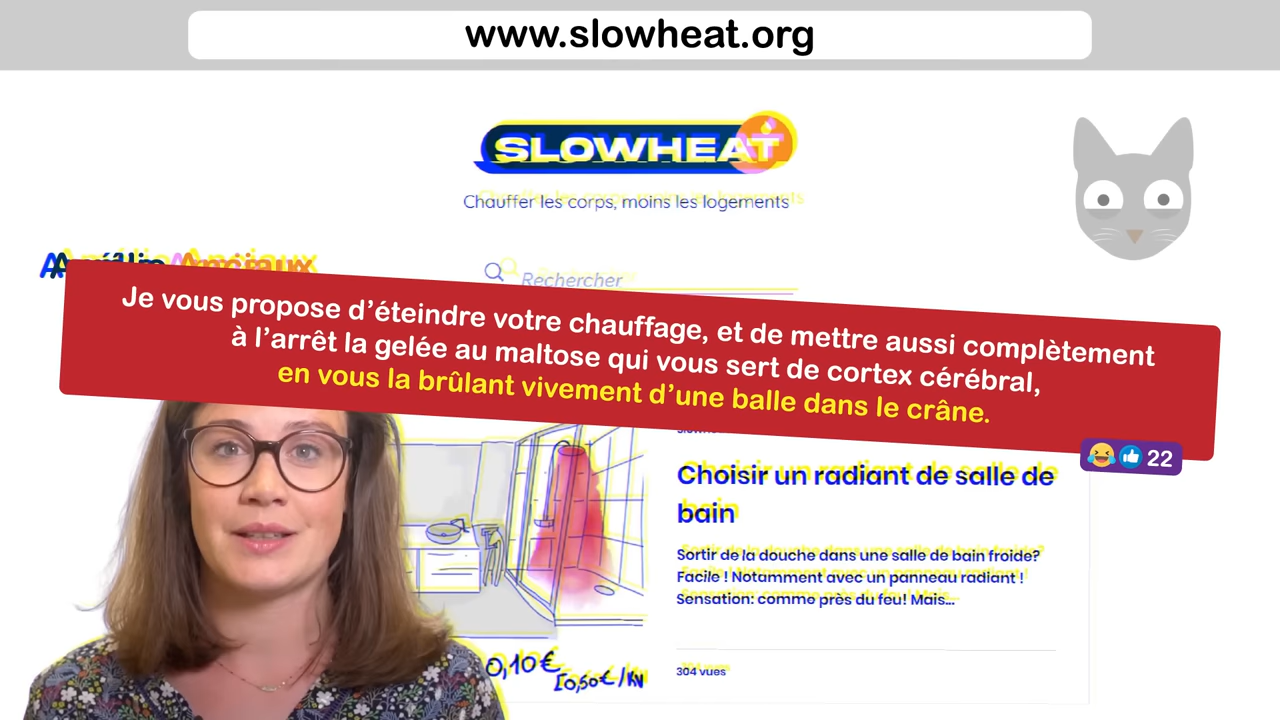 www.slowheat.org
SLOWHEAT
Chauffer les corps, moins les logements
Rechercher
Je vous propose d’éteindre votre chauffage, et de mettre aussi complètement
à l’arrêt la gelée au maltose qui vous sert de cortex cérébral,
en vous la brûlant vivement d’une balle dans le crâne.
22
Choisir un radiant de salle de
bain
Sortir de la douche dans une salle de bain froide?
Facile ! Notamment avec un panneau radiant !
Sensation: comme près du feu! Mais...
0,10€
304 vues